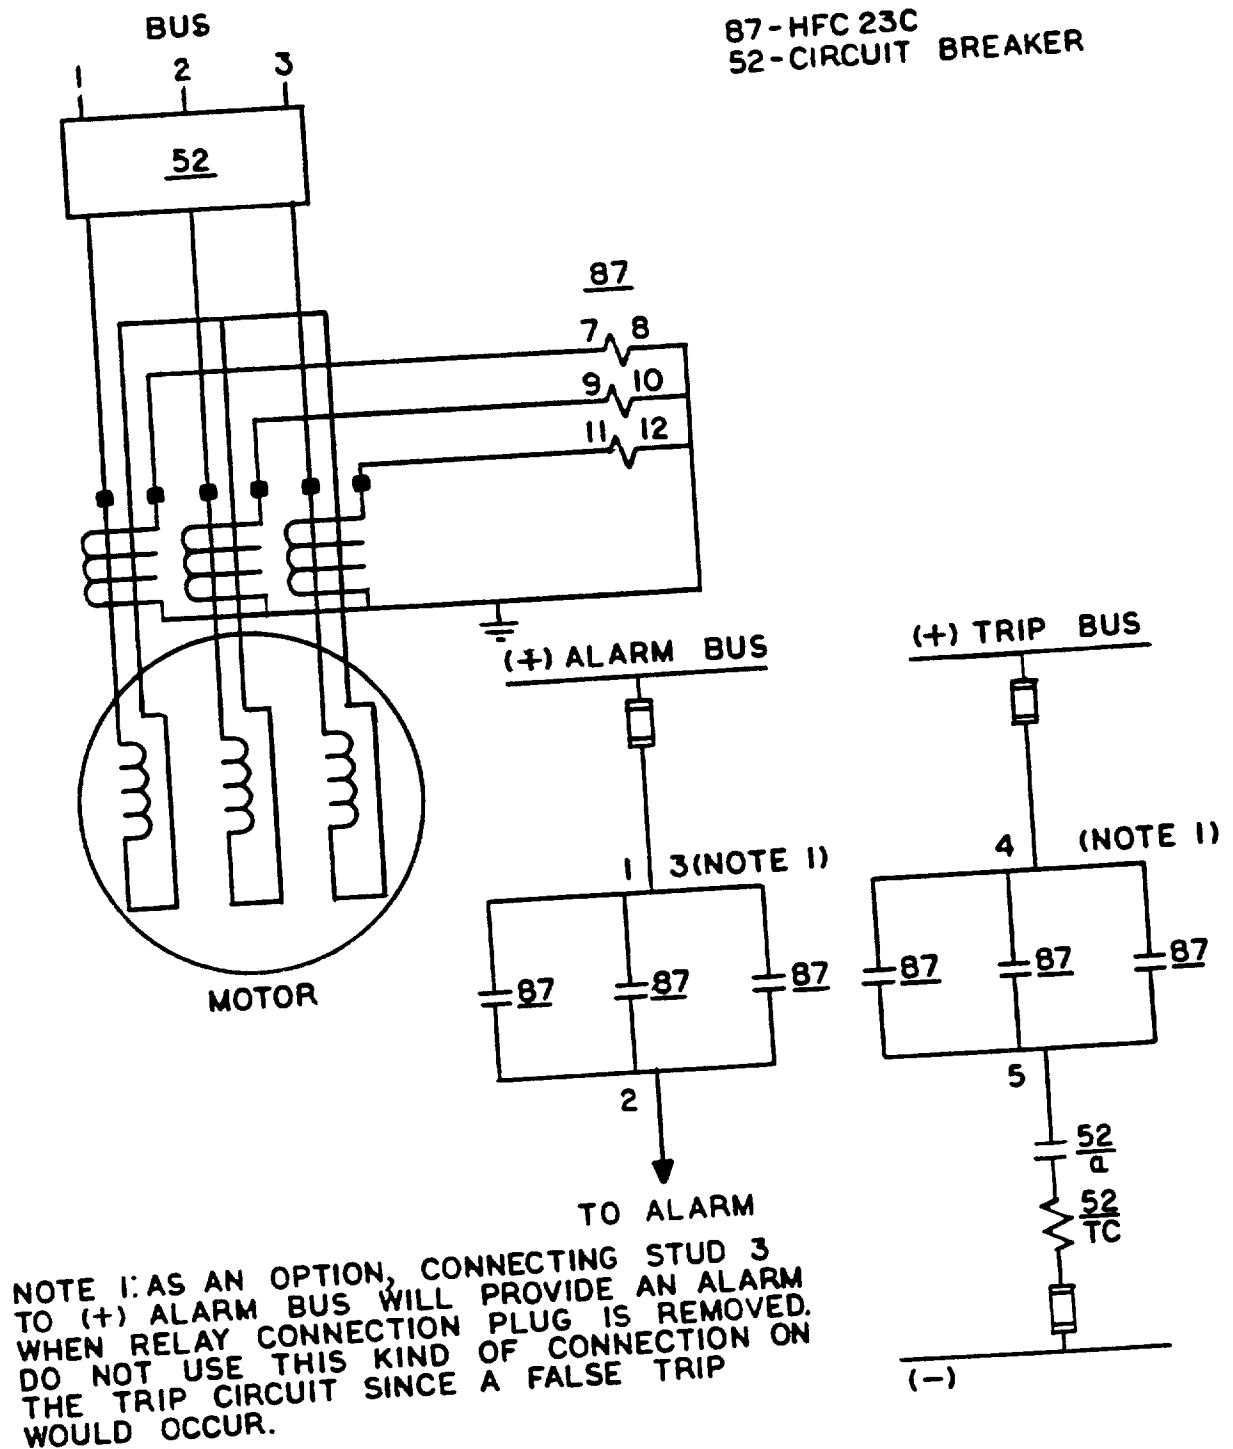 BUS
87-HFC 23C
52-CIRCUIT BREAKER
1 2 3
52
87
7 8
9 10
11 12
(+) ALARM BUS
(+) TRIP BUS
1 3(NOTE 1)
4 (NOTE 1)
87 87 87
87 87 87
MOTOR
2
5
52
a
TO ALARM
52
TC
(-)
NOTE 1: AS AN OPTION, CONNECTING STUD 3
TO (+) ALARM BUS WILL PROVIDE AN ALARM
WHEN RELAY CONNECTION PLUG IS REMOVED.
DO NOT USE THIS KIND OF CONNECTION ON
THE TRIP CIRCUIT SINCE A FALSE TRIP
WOULD OCCUR.